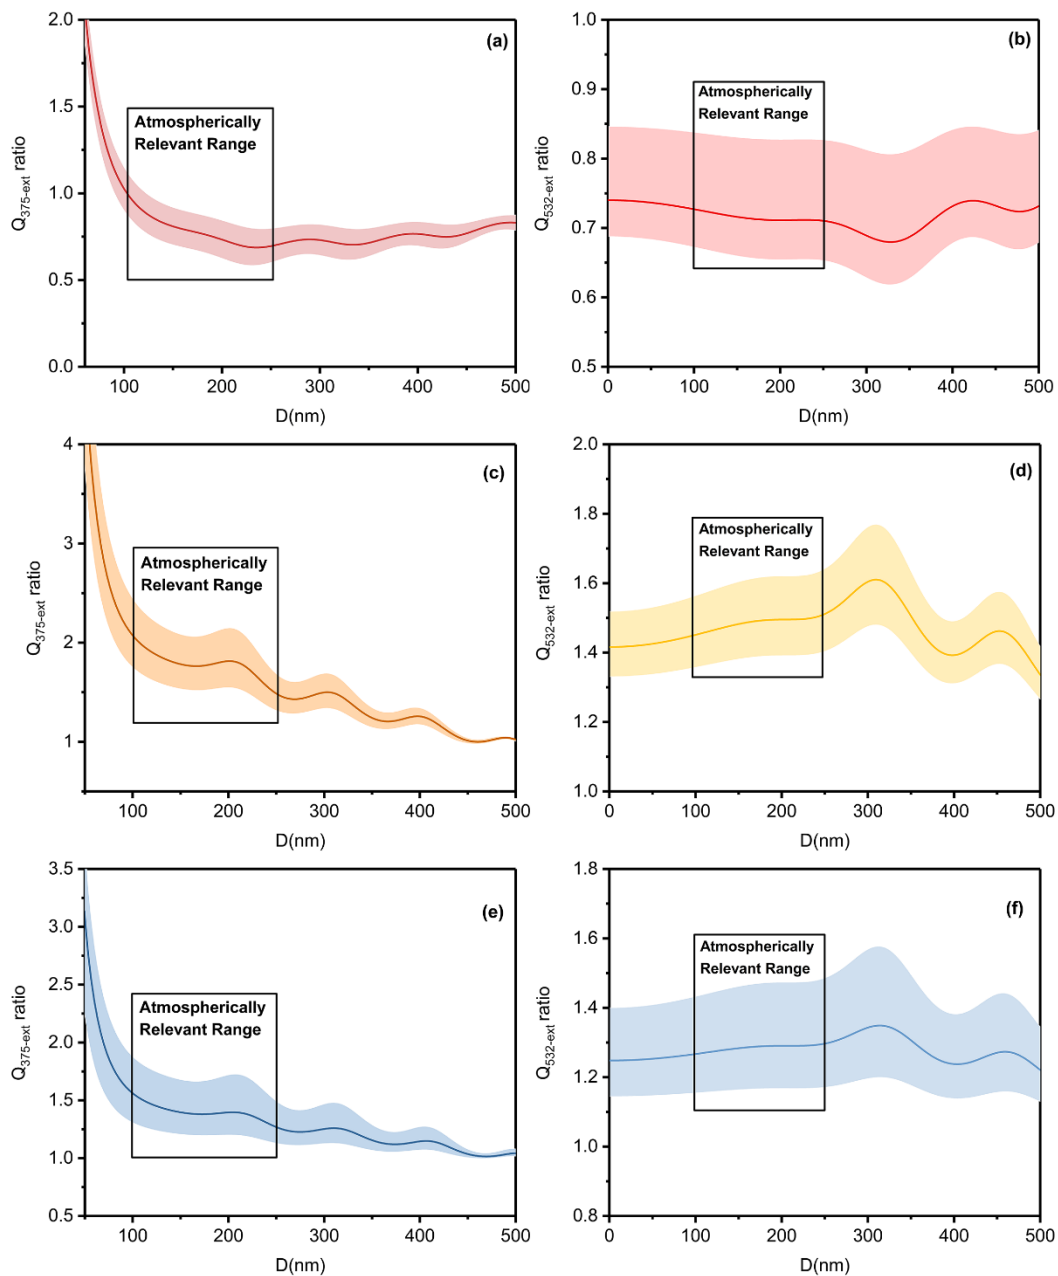 2.0
1.5
1.0
0.5
0.0
Q375-ext ratio
(a)
Atmospherically
Relevant Range
100
200
300
400
500
D(nm)
1.0
0.9
0.8
0.7
0.6
0.5
Q532-ext ratio
(b)
Atmospherically
Relevant Range
0
100
200
300
400
500
D(nm)
4
3
2
1
Q375-ext ratio
(c)
Atmospherically
Relevant Range
100
200
300
400
500
D(nm)
2.0
1.8
1.6
1.4
1.2
1.0
Q532-ext ratio
(d)
Atmospherically
Relevant Range
0
100
200
300
400
500
D(nm)
3.5
3.0
2.5
2.0
1.5
1.0
0.5
Q375-ext ratio
(e)
Atmospherically
Relevant Range
100
200
300
400
500
D(nm)
1.8
1.6
1.4
1.2
1.0
0.8
Q532-ext ratio
(f)
Atmospherically
Relevant Range
0
100
200
300
400
500
D(nm)